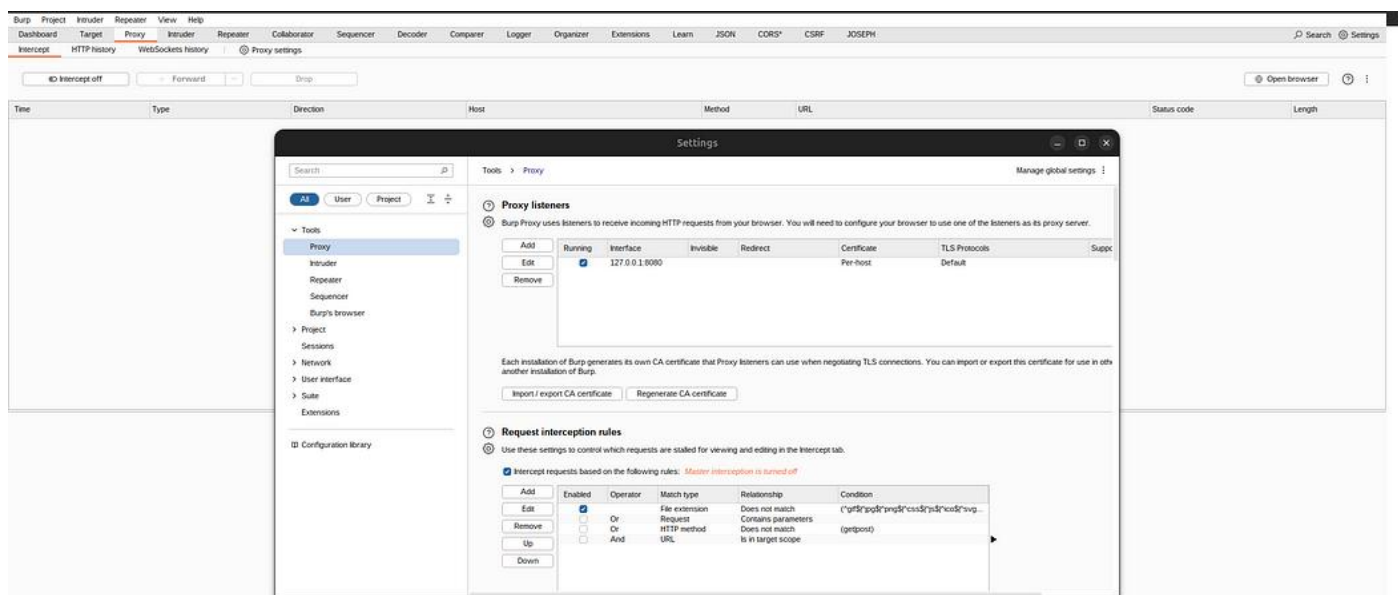 Burp Project Intruder Repeater View Help
Dashboard Target Proxy Intruder Repeater Collaborator Sequencer Decoder Comparer Logger Organizer Extensions Learn JSON CORS* CSRF JOSEPH Search Settings
Intercept HTTP history WebSockets history Proxy settings
Intercept off Forward Drop Open browser
Time Type Direction Host Method URL Status code Length
Settings
Search Tools > Proxy Manage global settings
All User Project
Proxy listeners
Burp Proxy uses listeners to receive incoming HTTP requests from your browser. You will need to configure your browser to use one of the listeners as its proxy server.
Tools
Proxy
Intruder
Repeater
Sequencer
Burp's browser
Project
Sessions
Network
User interface
Suite
Extensions
Configuration library
Add
Edit
Remove
Running Interface Invisible Redirect Certificate TLS Protocols Suppc
127.0.0.1:8080 Per-host Default
Each installation of Burp generates its own CA certificate that Proxy listeners can use when negotiating TLS connections. You can import or export this certificate for use in othe
another installation of Burp.
Import / export CA certificate Regenerate CA certificate
Request interception rules
Use these settings to control which requests are stalled for viewing and editing in the Intercept tab.
Intercept requests based on the following rules: Master interception is turned off
Add
Edit
Remove
Up
Down
Enabled Operator Match type Relationship Condition
File extension Does not match (^gif$|^jpg$|^png$|^css$|^js$|^ico$|^svg...
Or Request Contains parameters
Or HTTP method Does not match (get|post)
And URL Is in target scope